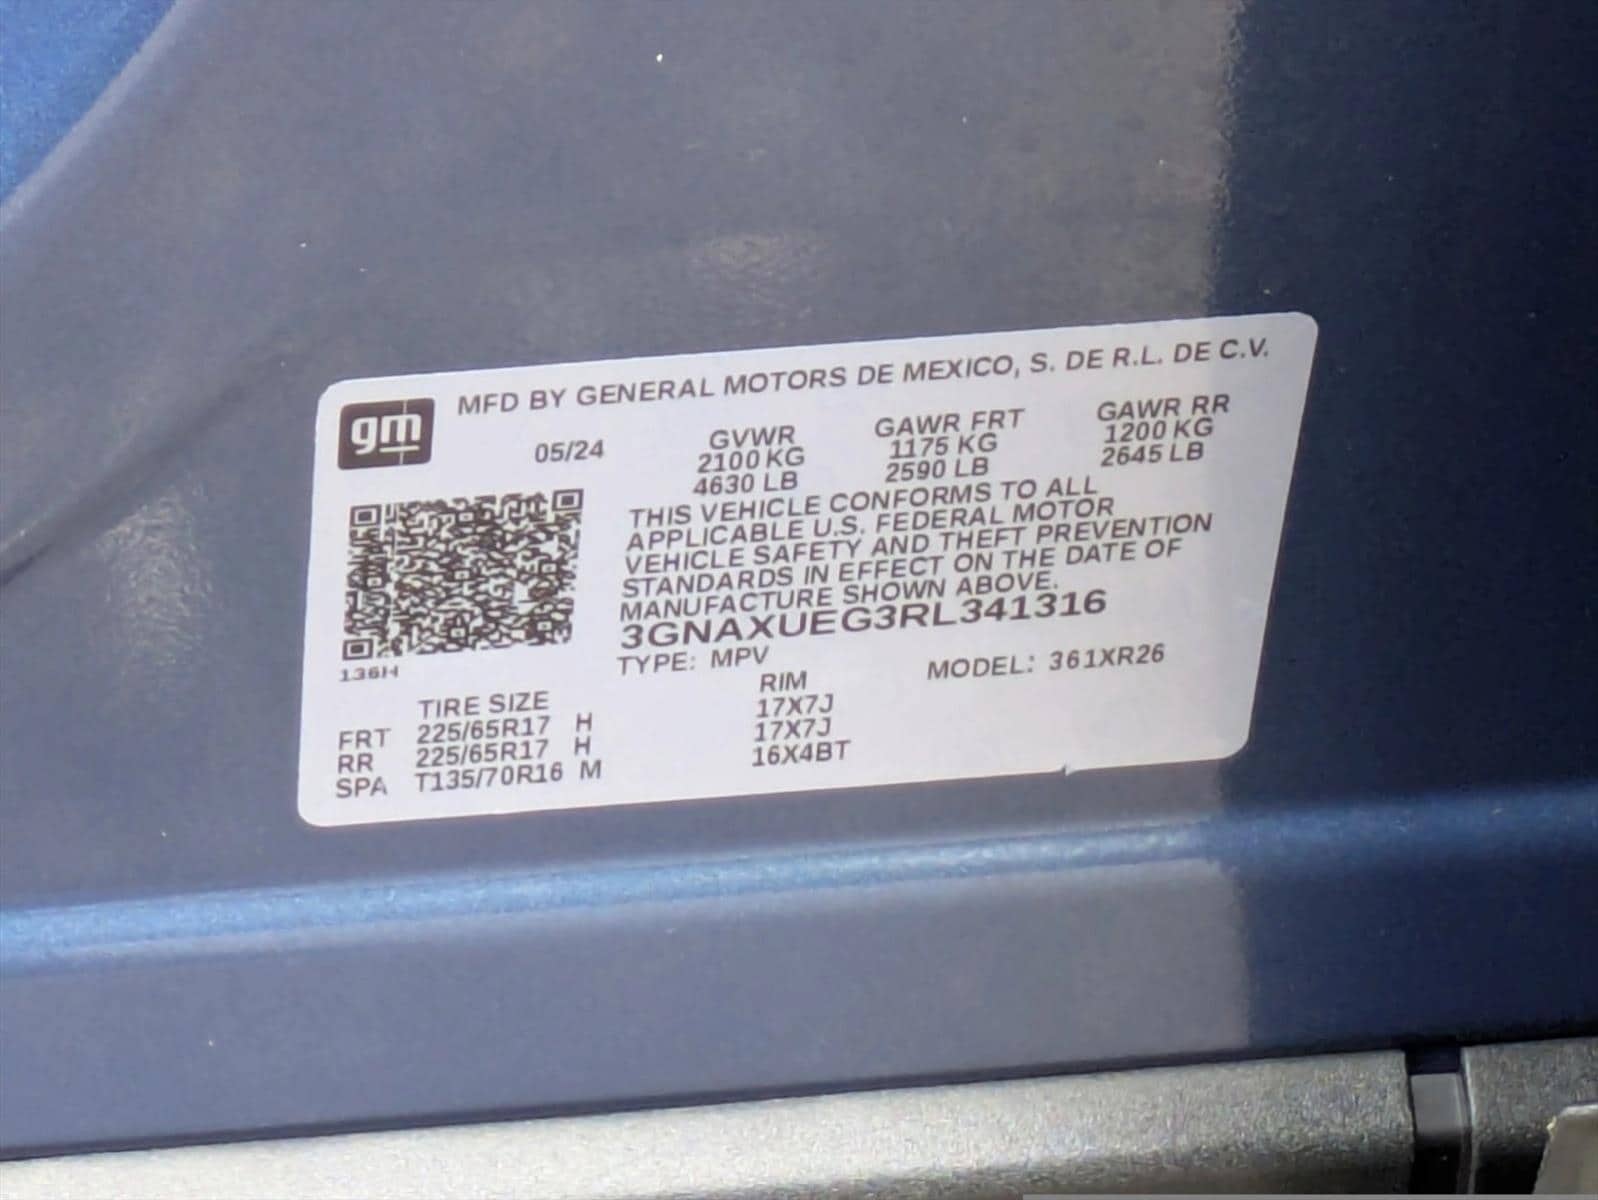 gm MFD BY GENERAL MOTORS DE MEXICO, S. DE R.L. DE C.V.
05/24 GVWR GAWR FRT GAWR RR
2100 KG 1175 KG 1200 KG
4630 LB 2590 LB 2645 LB
THIS VEHICLE CONFORMS TO ALL
APPLICABLE U.S. FEDERAL MOTOR
VEHICLE SAFETY AND THEFT PREVENTION
STANDARDS IN EFFECT ON THE DATE OF
MANUFACTURE SHOWN ABOVE.
3GNAXUEG3RL341316
136H
TYPE: MPV MODEL: 361XR26
TIRE SIZE RIM
FRT 225/65R17 H 17X7J
RR 225/65R17 H 17X7J
SPA T135/70R16 M 16X4BT